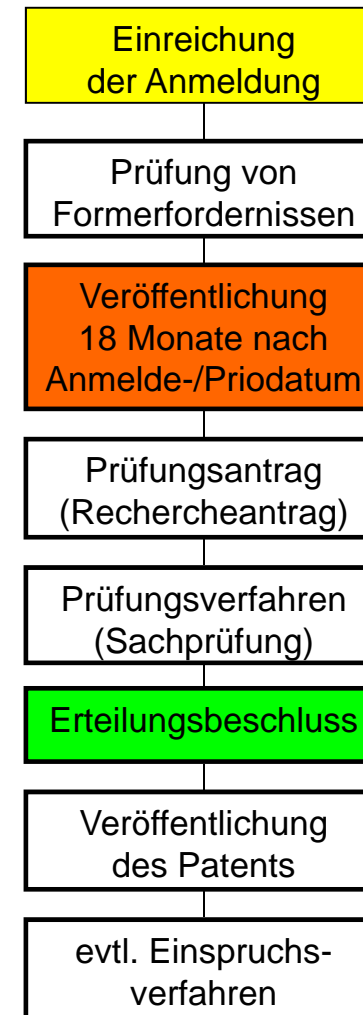 Einreichung
der Anmeldung
Prüfung von
Formerfordernissen
Veröffentlichung
18 Monate nach
Anmelde-/Priodatum
Prüfungsantrag
(Rechercheantrag)
Prüfungsverfahren
(Sachprüfung)
Erteilungsbeschluss
Veröffentlichung
des Patents
evtl. Einspruchs-
verfahren